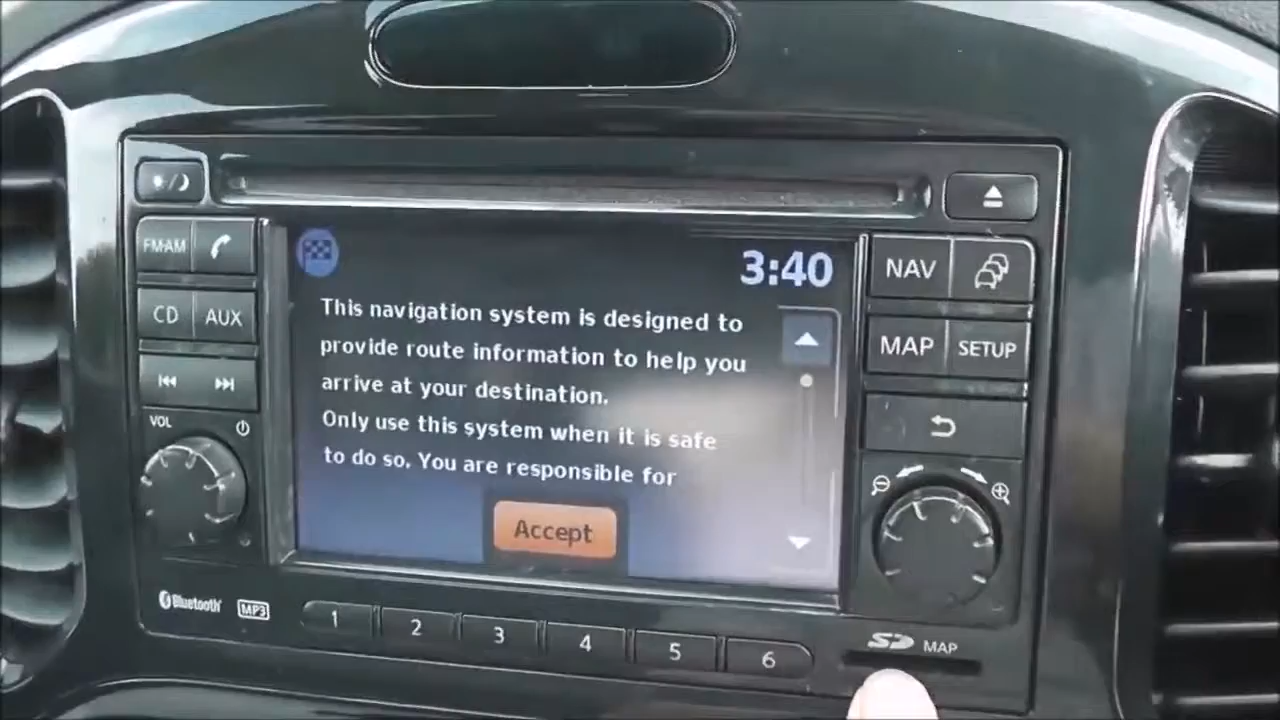 FM·AM
CD AUX
VOL
3:40
This navigation system is designed to
provide route information to help you
arrive at your destination.
Only use this system when it is safe
to do so. You are responsible for
Accept
NAV
MAP SETUP
Bluetooth MP3
1 2 3 4 5 6
SD MAP